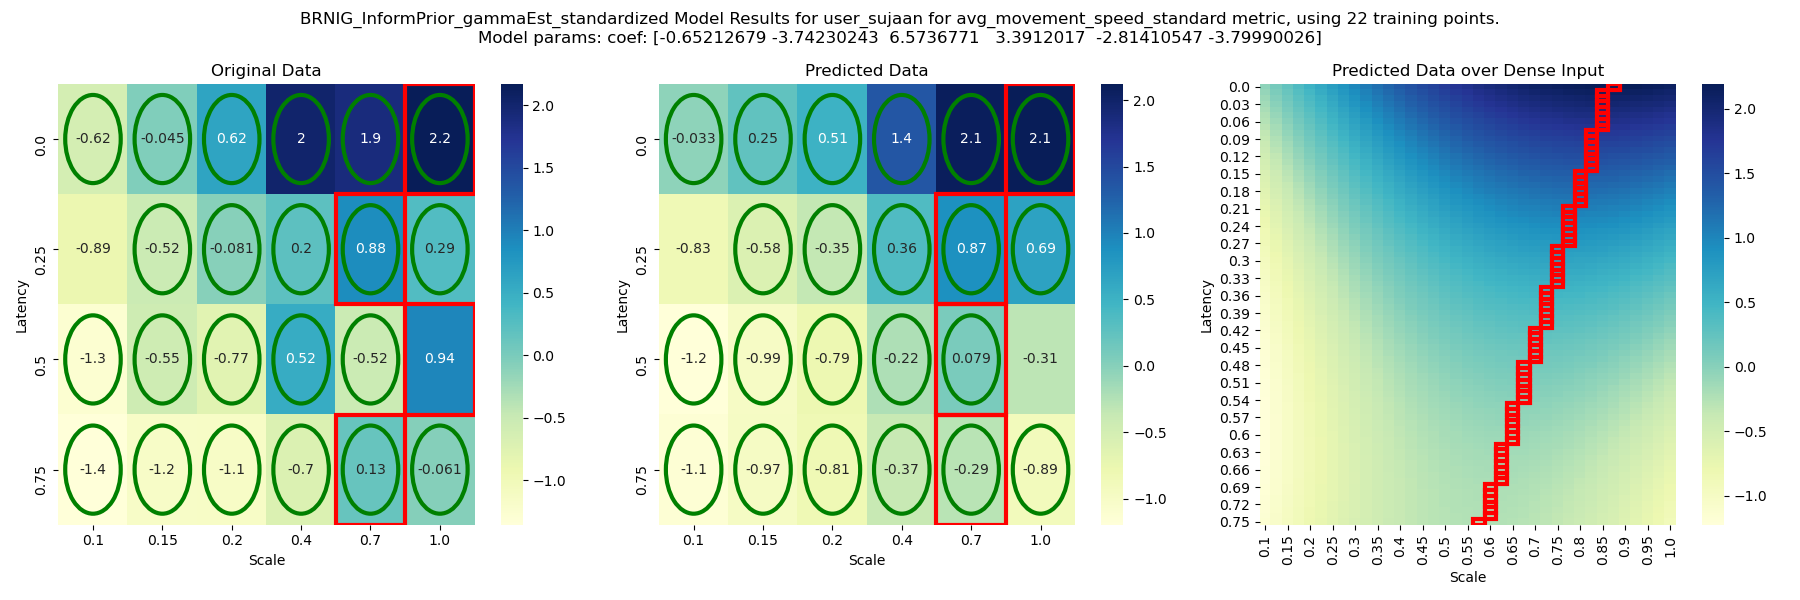 BRNIG_InformPrior_gammaEst_standardized Model Results for user_sujaan for avg_movement_speed_standard metric, using 22 training points.
Model params: coef: [-0.65212679 -3.74230243  6.5736771   3.3912017  -2.81410547 -3.79990026]
Original Data
0.0 -0.62 -0.045 0.62 2 1.9 2.2
0.25 -0.89 -0.52 -0.081 0.2 0.88 0.29
0.5 -1.3 -0.55 -0.77 0.52 -0.52 0.94
0.75 -1.4 -1.2 -1.1 -0.7 0.13 -0.061
Latency
0.1 0.15 0.2 0.4 0.7 1.0
Scale
2.0
1.5
1.0
0.5
0.0
−0.5
−1.0
Predicted Data
0.0 -0.033 0.25 0.51 1.4 2.1 2.1
0.25 -0.83 -0.58 -0.35 0.36 0.87 0.69
0.5 -1.2 -0.99 -0.79 -0.22 0.079 -0.31
0.75 -1.1 -0.97 -0.81 -0.37 -0.29 -0.89
Latency
0.1 0.15 0.2 0.4 0.7 1.0
Scale
2.0
1.5
1.0
0.5
0.0
−0.5
−1.0
Predicted Data over Dense Input
0.0
0.03
0.06
0.09
0.12
0.15
0.18
0.21
0.24
0.27
0.3
0.33
0.36
0.39
0.42
0.45
0.48
0.51
0.54
0.57
0.6
0.63
0.66
0.69
0.72
0.75
Latency
0.1 0.15 0.2 0.25 0.3 0.35 0.4 0.45 0.5 0.55 0.6 0.65 0.7 0.75 0.8 0.85 0.9 0.95 1.0
Scale
2.0
1.5
1.0
0.5
0.0
−0.5
−1.0